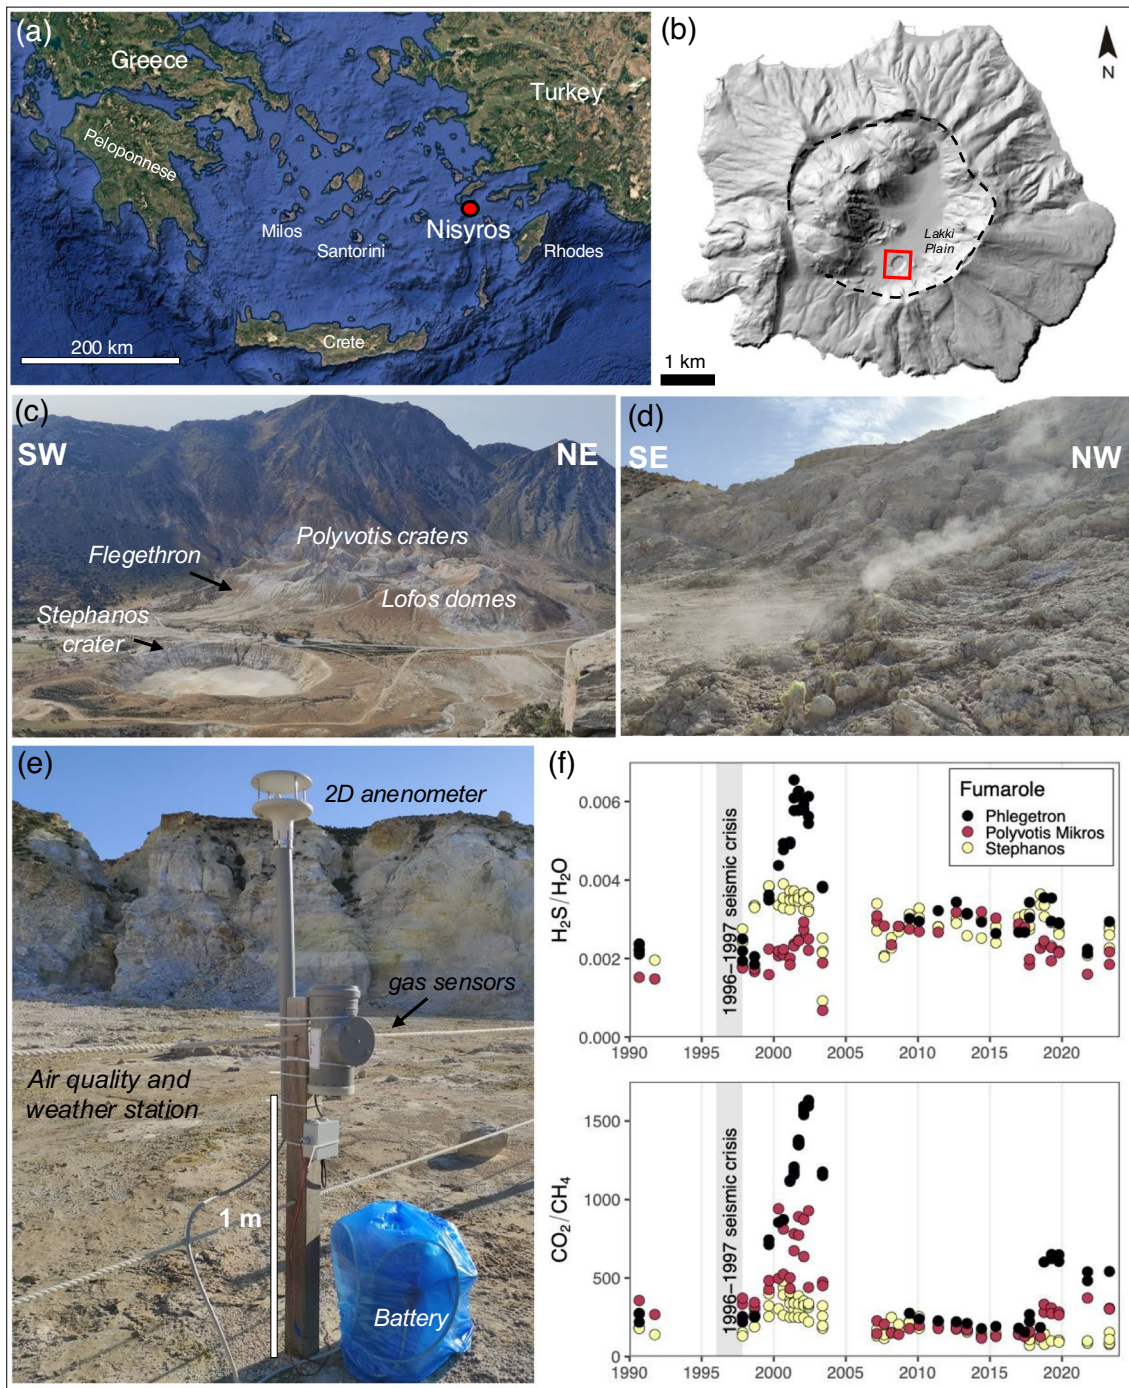 (a)
Greece
Turkey
Peloponnese
Milos
Santorini
Nisyros
Rhodes
Crete
200 km
(b)
N
Lakki
Plain
1 km
(c)
SW
NE
Polyvotis craters
Flegethron
Lofos domes
Stephanos
crater
(d)
SE
NW
(e)
2D anenometer
gas sensors
Air quality and
weather station
1 m
Battery
(f)
H₂S/H₂O
0.006
0.004
0.002
0.000
1996–1997 seismic crisis
Fumarole
Phlegetron
Polyvotis Mikros
Stephanos
1990 1995 2000 2005 2010 2015 2020
CO₂/CH₄
1500
1000
500
0
1996–1997 seismic crisis
1990 1995 2000 2005 2010 2015 2020